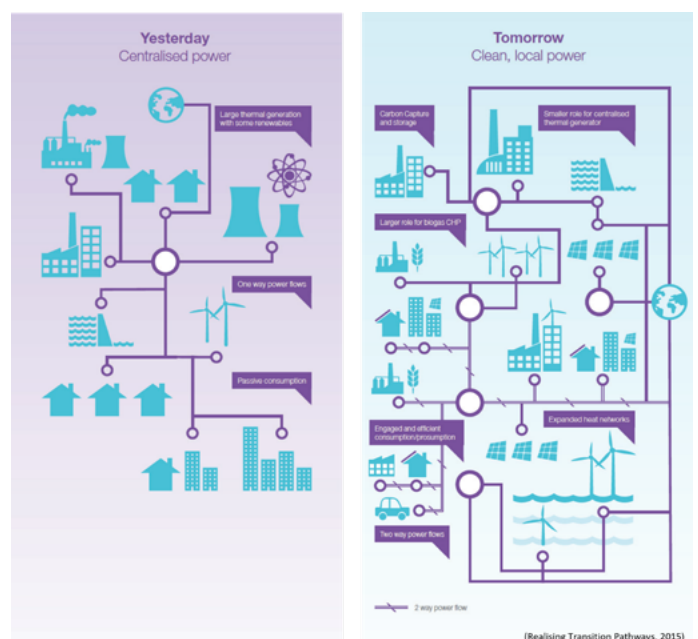 Yesterday
Centralised power
Large thermal generation
with some renewables
One way power flows
Passive consumption
Tomorrow
Clean, local power
Carbon Capture
and storage
Smaller role for centralised
thermal generator
Larger role for biogas CHP
Engaged and efficient
consumption/prosumption
Expanded heat networks
Two way power flows
2 way power flow
(Realising Transition Pathways, 2015)